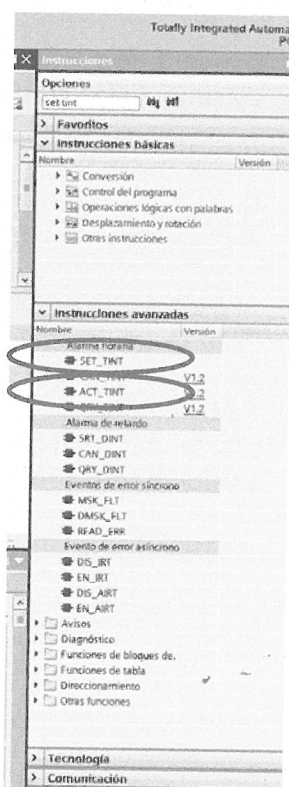 Totally Integrated Automa
Instrucciones
Opciones
set tint
Favoritos
Instrucciones básicas
Nombre Versión
Conversión
Control del programa
Operaciones lógicas con palabras
Desplazamiento y rotación
Otras instrucciones
Instrucciones avanzadas
Nombre Versión
Alarma horaria
SET_TINT
CAN_TINT V1.2
ACT_TINT V1.2
QRY_TINT V1.2
Alarma de retardo
SRT_DINT
CAN_DINT
QRY_DINT
Eventos de error síncrono
MSK_FLT
DMSK_FLT
READ_ERR
Evento de error asíncrono
DIS_IRT
EN_IRT
DIS_AIRT
EN_AIRT
Avisos
Diagnóstico
Funciones de bloques de.
Funciones de tabla
Direccionamiento
Otras funciones
Tecnología
Comunicación